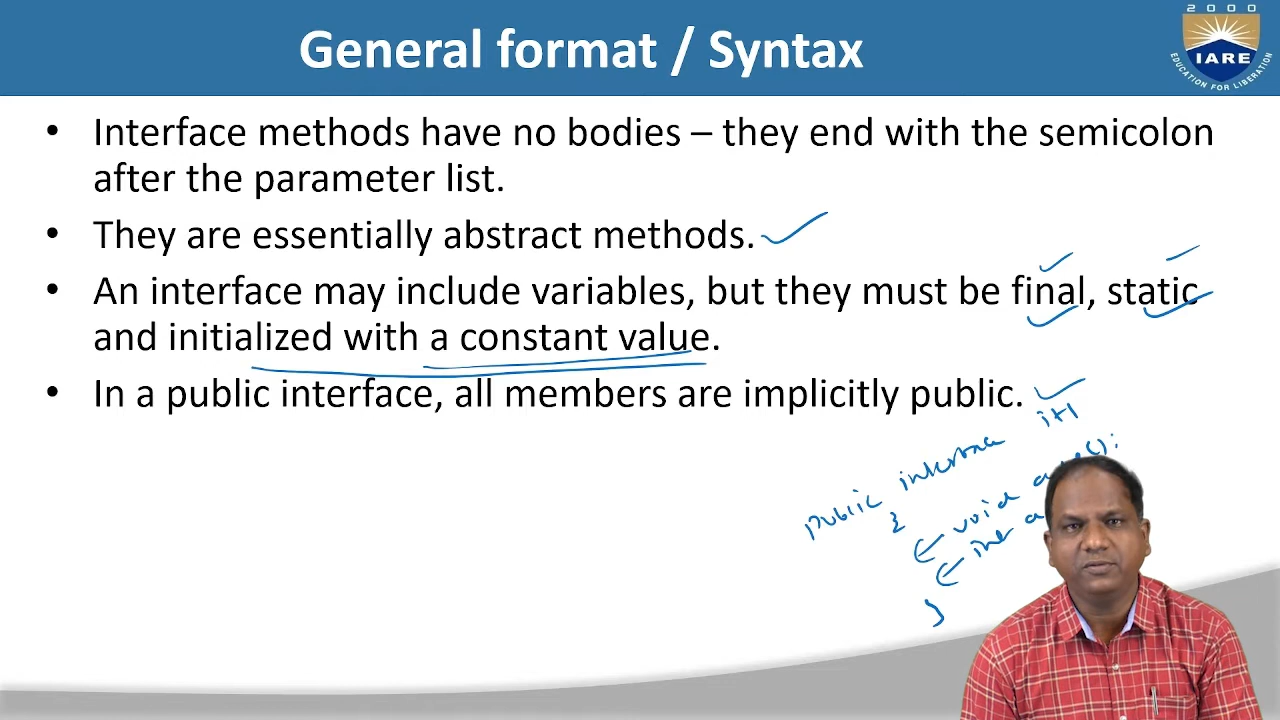 General format / Syntax
2000
IARE
EDUCATION FOR LIBERATION
• Interface methods have no bodies – they end with the semicolon
after the parameter list.
• They are essentially abstract methods.
• An interface may include variables, but they must be final, static
and initialized with a constant value.
• In a public interface, all members are implicitly public.
public interface
{
void
int a
}